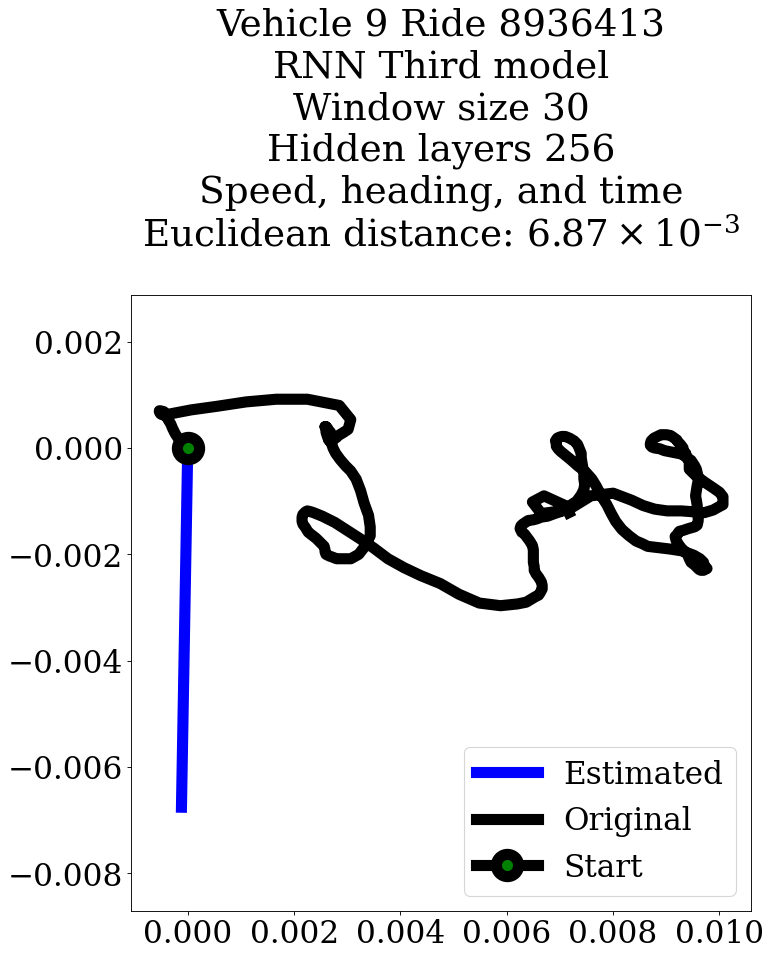 Vehicle 9 Ride 8936413
RNN Third model
Window size 30
Hidden layers 256
Speed, heading, and time
Euclidean distance: 6.87 × 10⁻³
0.002
0.000
−0.002
−0.004
−0.006
−0.008
Estimated
Original
Start
0.000 0.002 0.004 0.006 0.008 0.010